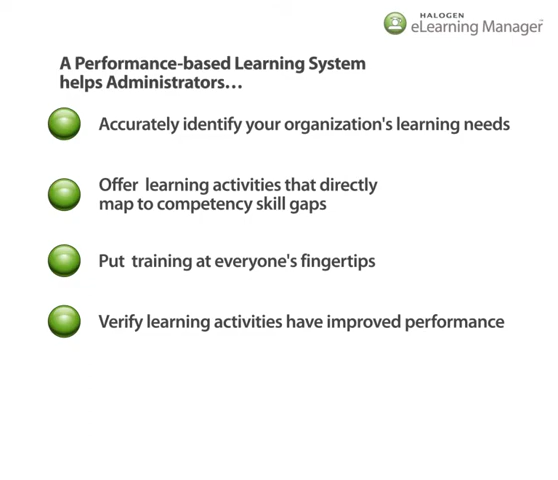 HALOGEN
eLearning Manager™
A Performance-based Learning System
helps Administrators…
Accurately identify your organization's learning needs
Offer learning activities that directly
map to competency skill gaps
Put training at everyone's fingertips
Verify learning activities have improved performance